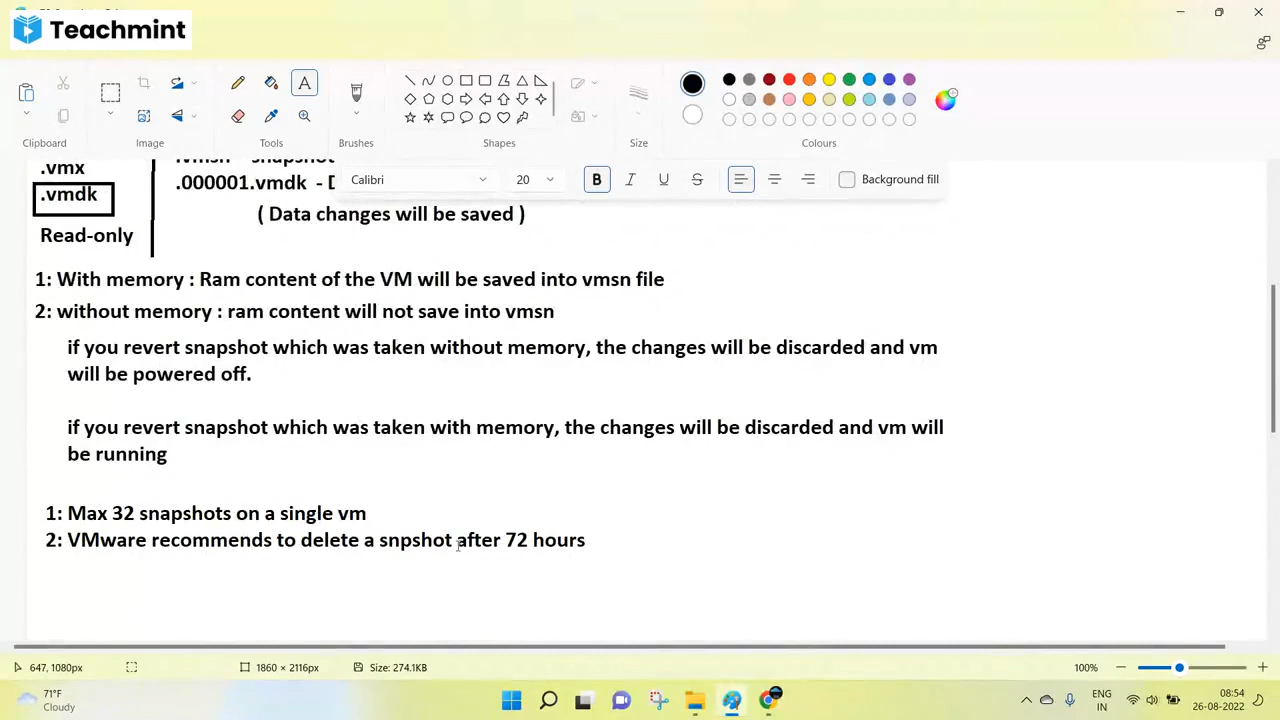 Teachmint
Clipboard
Image
Tools
Brushes
Shapes
Size
Colours
Calibri
20
B
Background fill
.vmx
.vmsn - snapshot
.vmdk
.000001.vmdk - D
( Data changes will be saved )
Read-only
1: With memory : Ram content of the VM will be saved into vmsn file
2: without memory : ram content will not save into vmsn
if you revert snapshot which was taken without memory, the changes will be discarded and vm
will be powered off.
if you revert snapshot which was taken with memory, the changes will be discarded and vm will
be running
1: Max 32 snapshots on a single vm
2: VMware recommends to delete a snpshot after 72 hours
647, 1080px
1860 × 2116px
Size: 274.1KB
100%
71°F
Cloudy
ENG
IN
08:54
26-08-2022